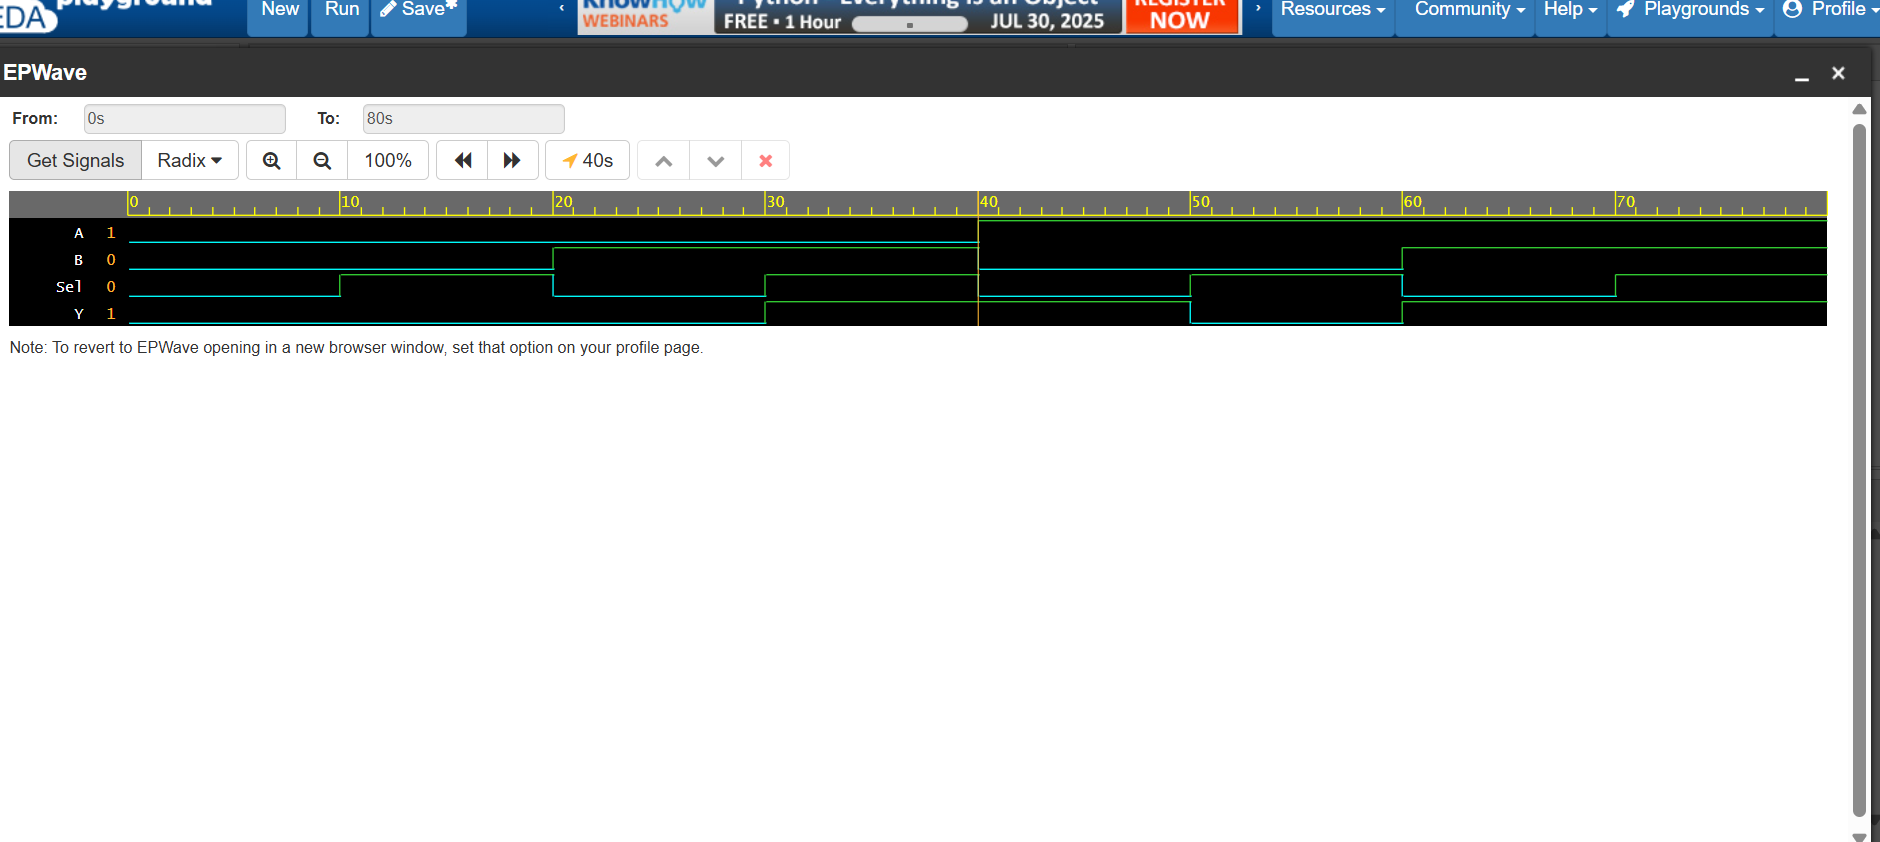 playground
EDA
New Run Save*
KNOWHOW
WEBINARS
Python - Everything is an Object
FREE • 1 Hour
JUL 30, 2025
REGISTER
NOW
Resources Community Help Playgrounds Profile
EPWave
From: 0s To: 80s
Get Signals Radix 100% 40s
0 10 20 30 40 50 60 70
A 1
B 0
Sel 0
Y 1
Note: To revert to EPWave opening in a new browser window, set that option on your profile page.